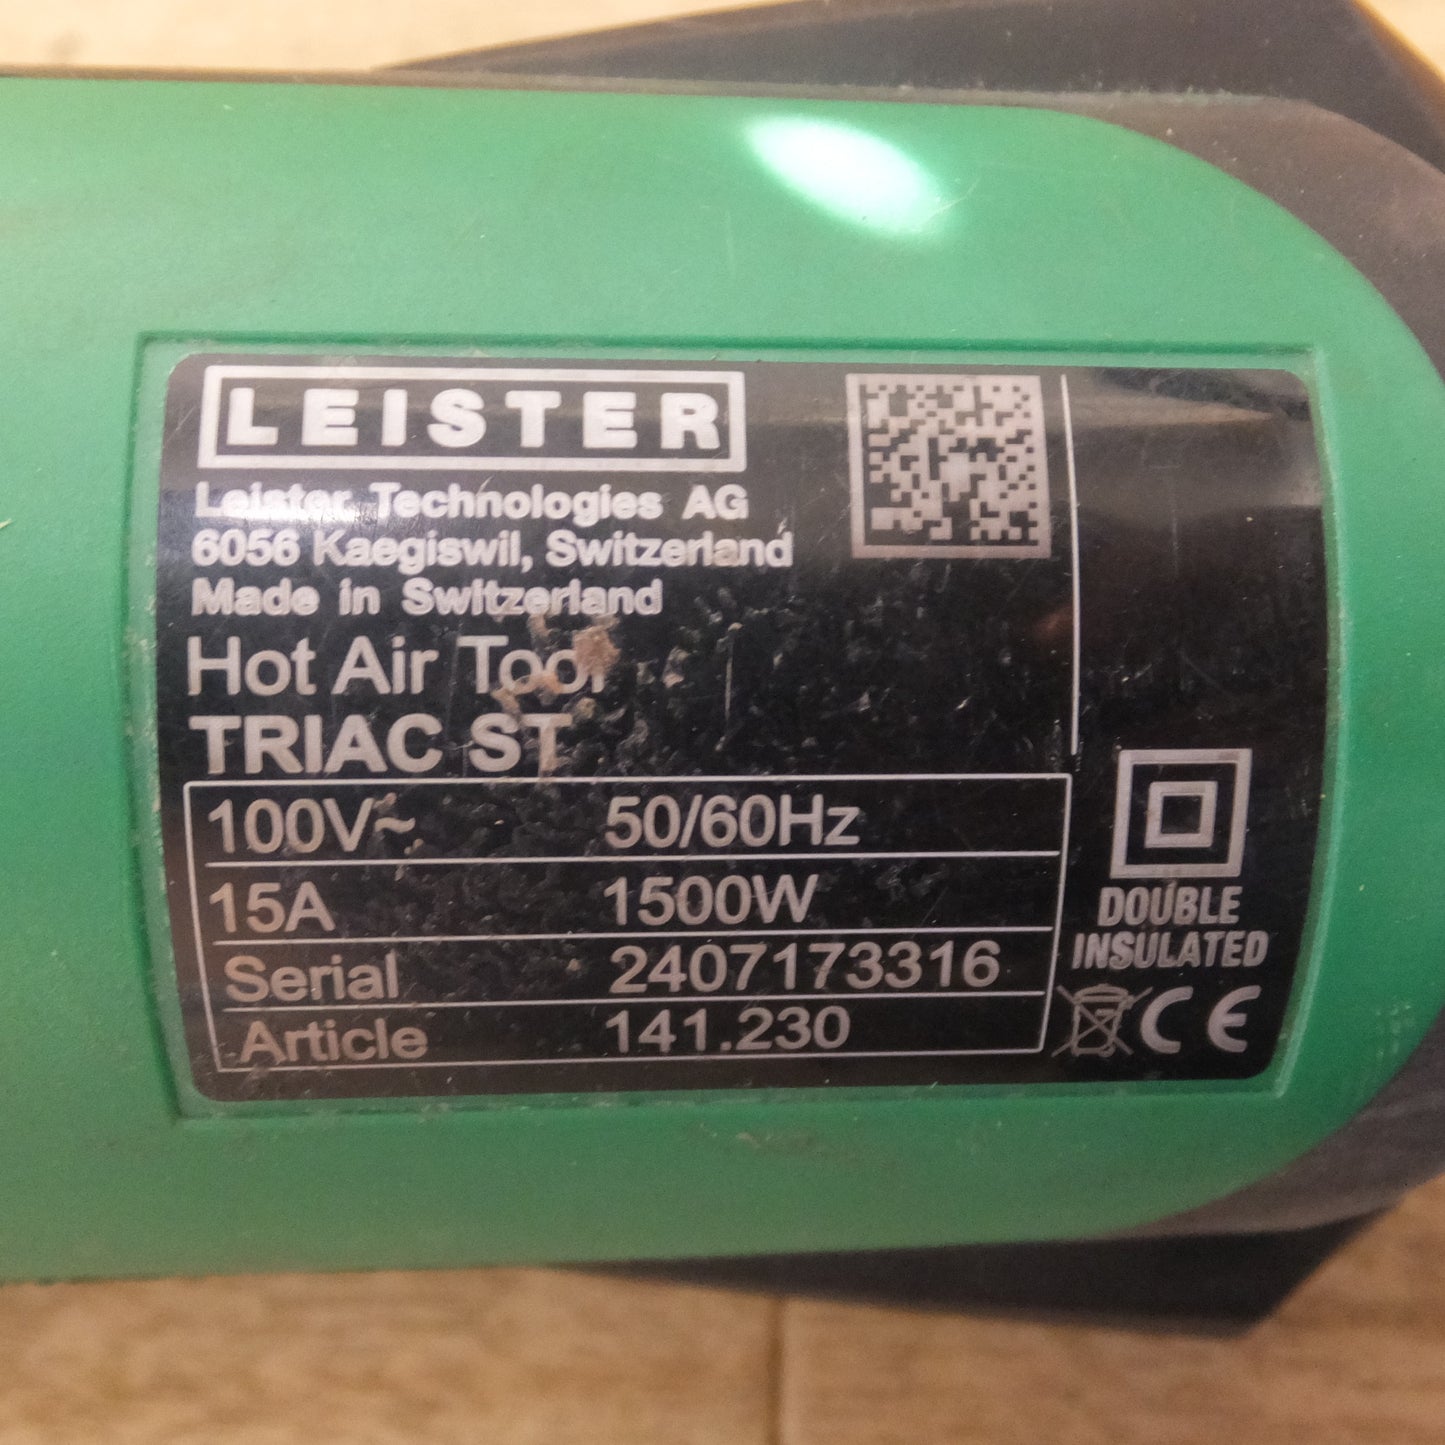 LEISTER
Leister Technologies AG
6056 Kaegiswil, Switzerland
Made in Switzerland
Hot Air Tool
TRIAC ST
100V~ 50/60Hz
15A 1500W
Serial 2407173316
Article 141.230
DOUBLE
INSULATED
CE